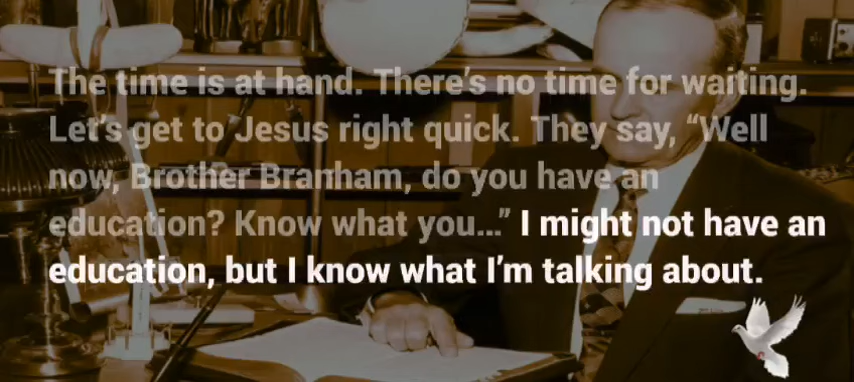 The time is at hand. There's no time for waiting.
Let's get to Jesus right quick. They say, “Well
now, Brother Branham, do you have an
education? Know what you...” I might not have an
education, but I know what I'm talking about.